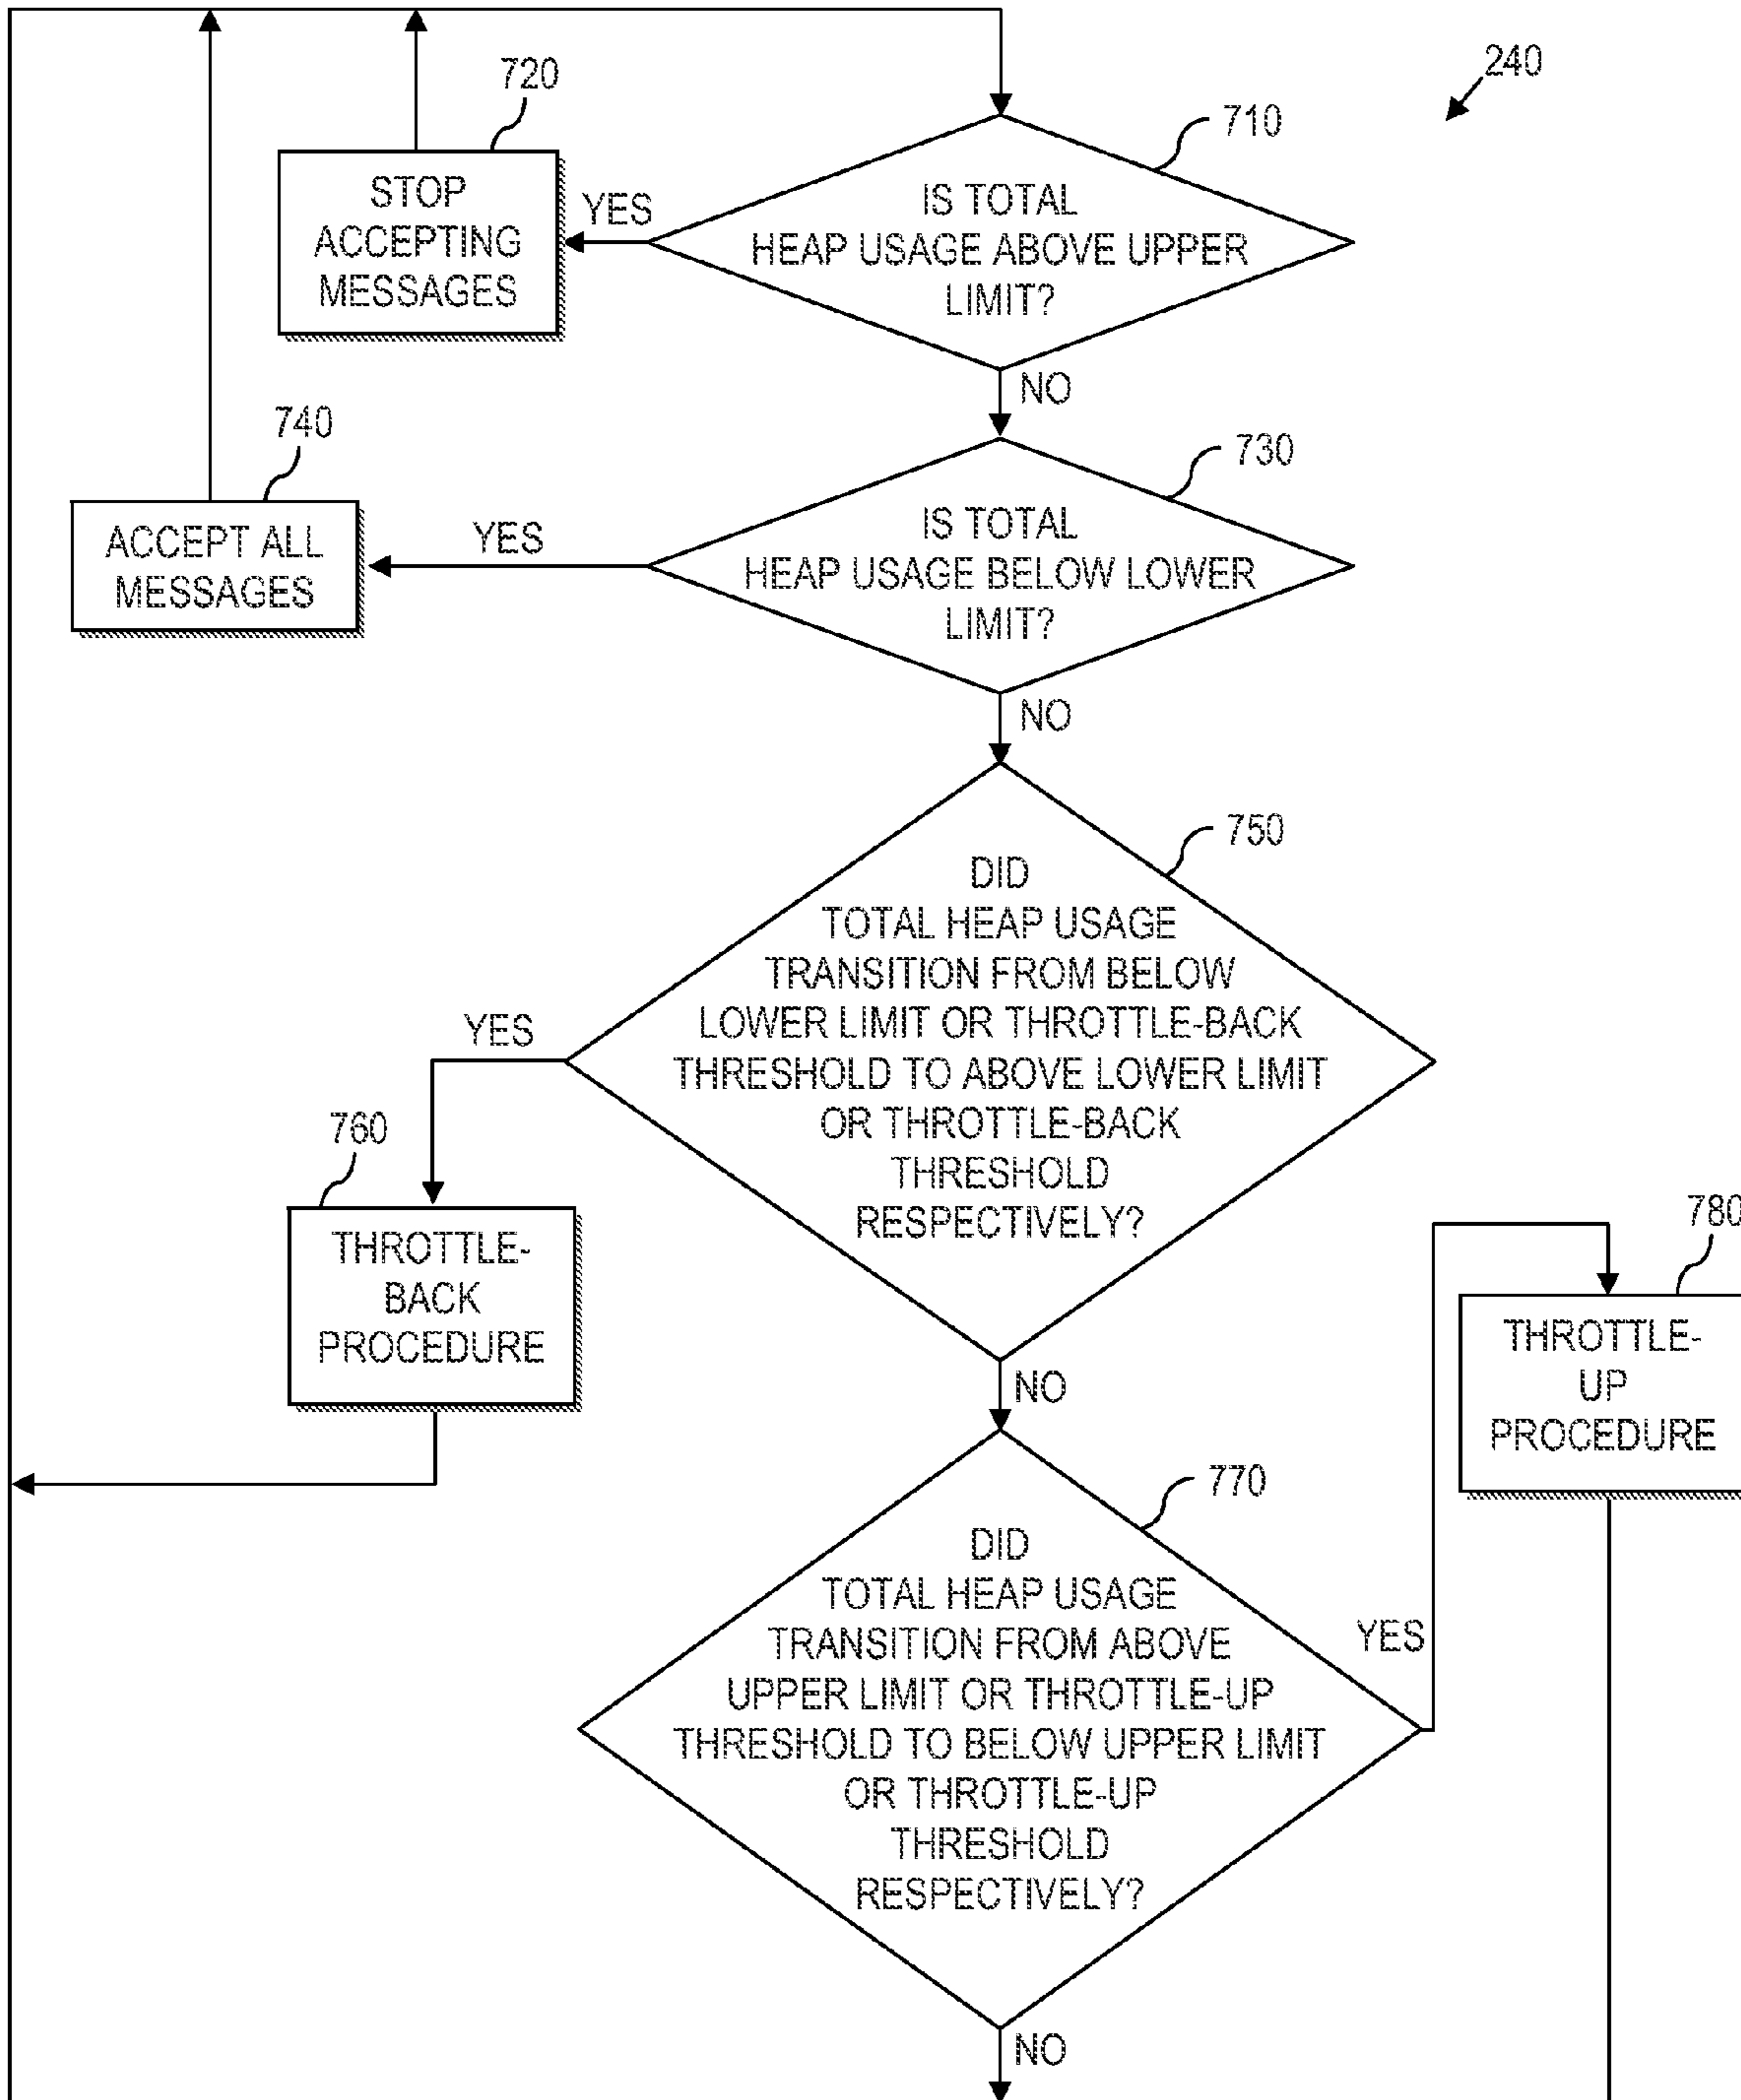 240
720
710
STOP
ACCEPTING
MESSAGES
YES
IS TOTAL
HEAP USAGE ABOVE UPPER
LIMIT?
NO
740
730
ACCEPT ALL
MESSAGES
YES
IS TOTAL
HEAP USAGE BELOW LOWER
LIMIT?
NO
750
DID
TOTAL HEAP USAGE
TRANSITION FROM BELOW
LOWER LIMIT OR THROTTLE-BACK
THRESHOLD TO ABOVE LOWER LIMIT
OR THROTTLE-BACK
THRESHOLD
RESPECTIVELY?
YES
760
THROTTLE-
BACK
PROCEDURE
NO
780
THROTTLE-
UP
PROCEDURE
770
DID
TOTAL HEAP USAGE
TRANSITION FROM ABOVE
UPPER LIMIT OR THROTTLE-UP
THRESHOLD TO BELOW UPPER LIMIT
OR THROTTLE-UP
THRESHOLD
RESPECTIVELY?
YES
NO